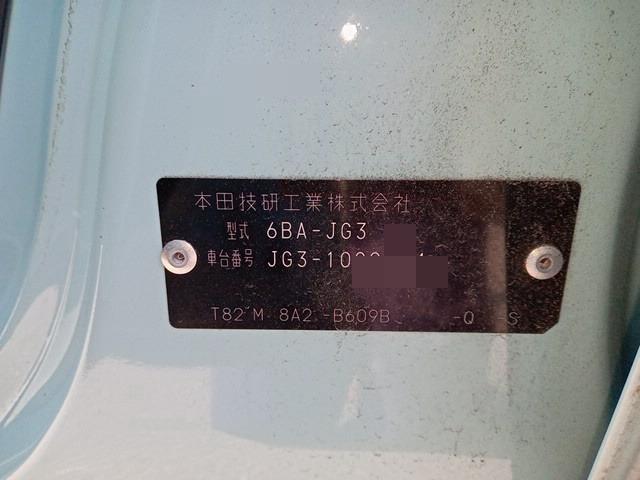 本田技研工業株式会社
型式 6BA-JG3
車台番号 JG3-10
T82 M 8A2 -B609B -Q -S